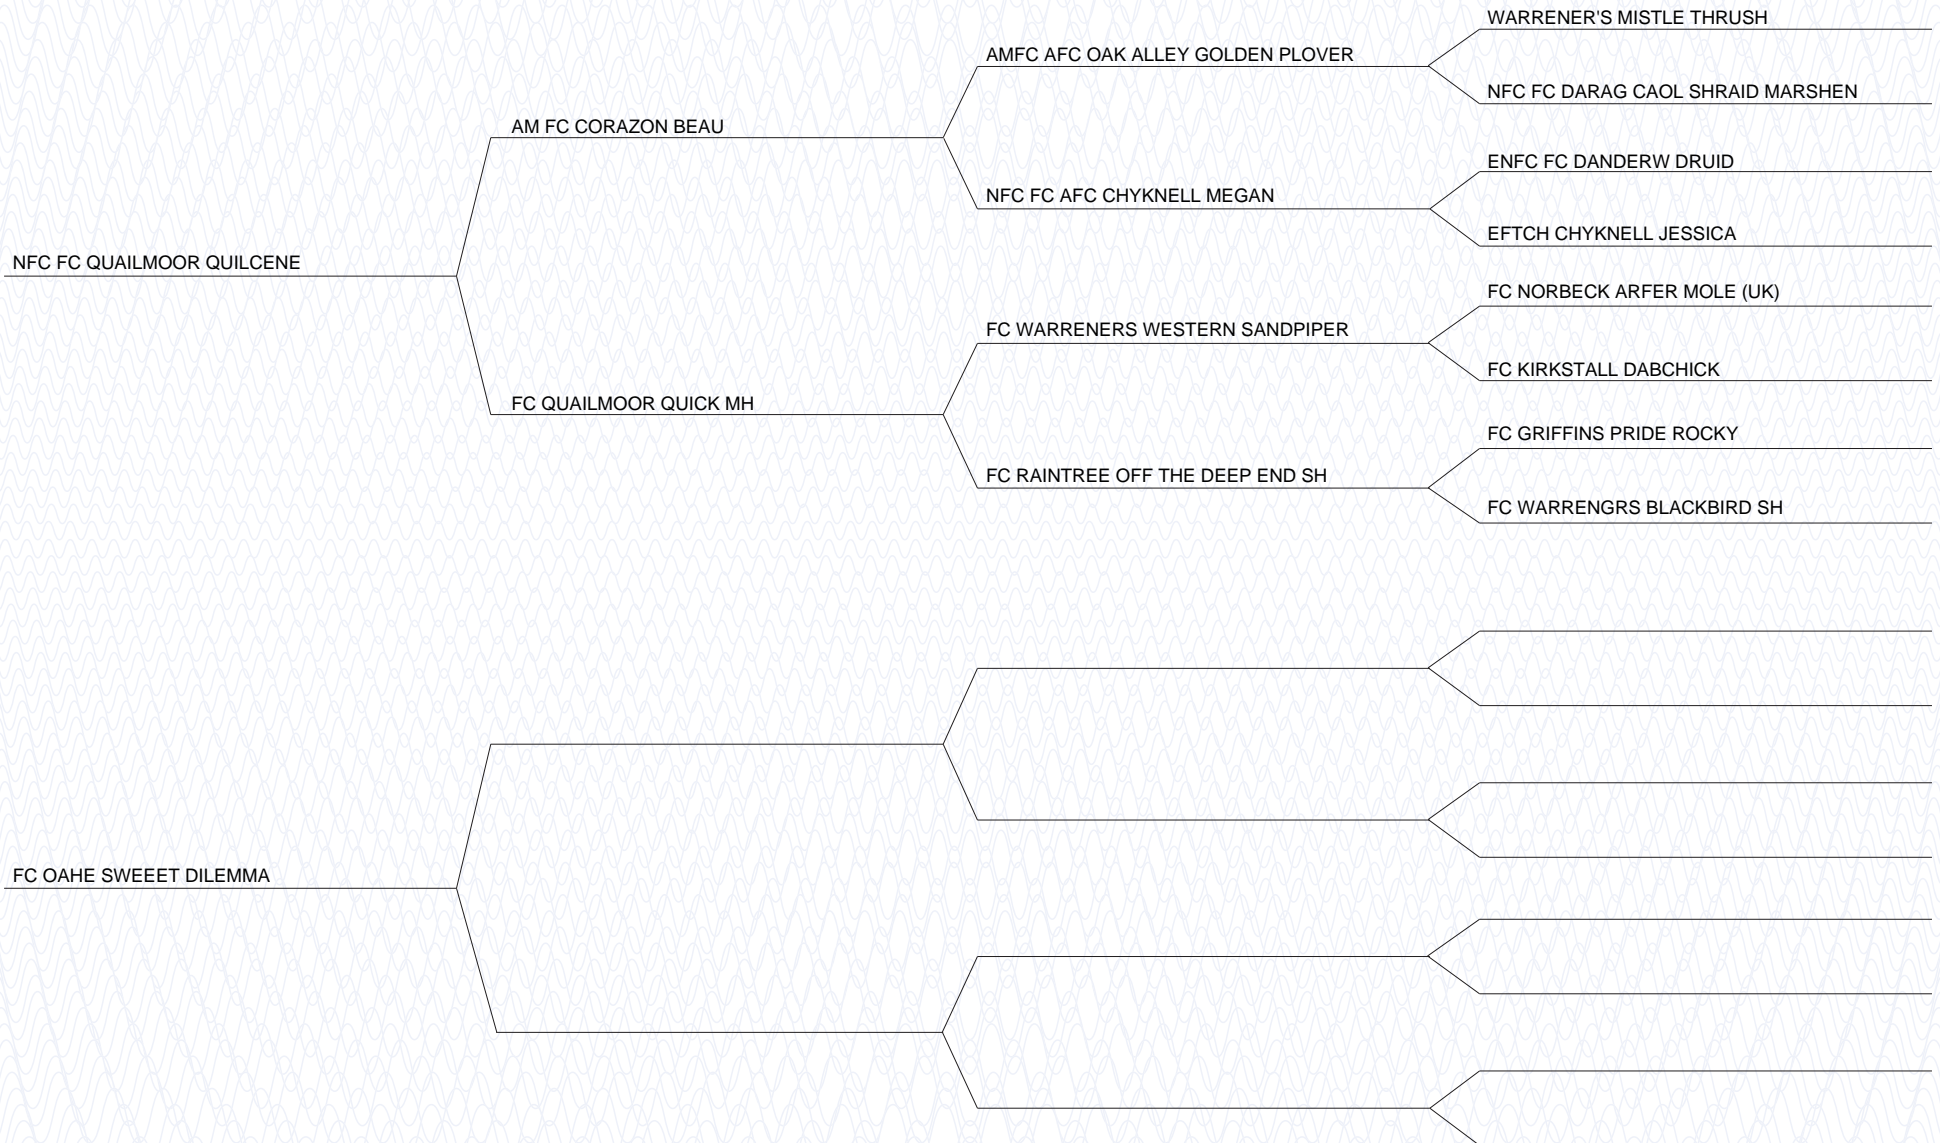 WARRENER'S MISTLE THRUSH
AMFC AFC OAK ALLEY GOLDEN PLOVER
NFC FC DARAG CAOL SHRAID MARSHEN
AM FC CORAZON BEAU
ENFC FC DANDERW DRUID
NFC FC AFC CHYKNELL MEGAN
EFTCH CHYKNELL JESSICA
NFC FC QUAILMOOR QUILCENE
FC NORBECK ARFER MOLE (UK)
FC WARRENERS WESTERN SANDPIPER
FC KIRKSTALL DABCHICK
FC QUAILMOOR QUICK MH
FC GRIFFINS PRIDE ROCKY
FC RAINTREE OFF THE DEEP END SH
FC WARRENGRS BLACKBIRD SH
FC OAHE SWEEET DILEMMA